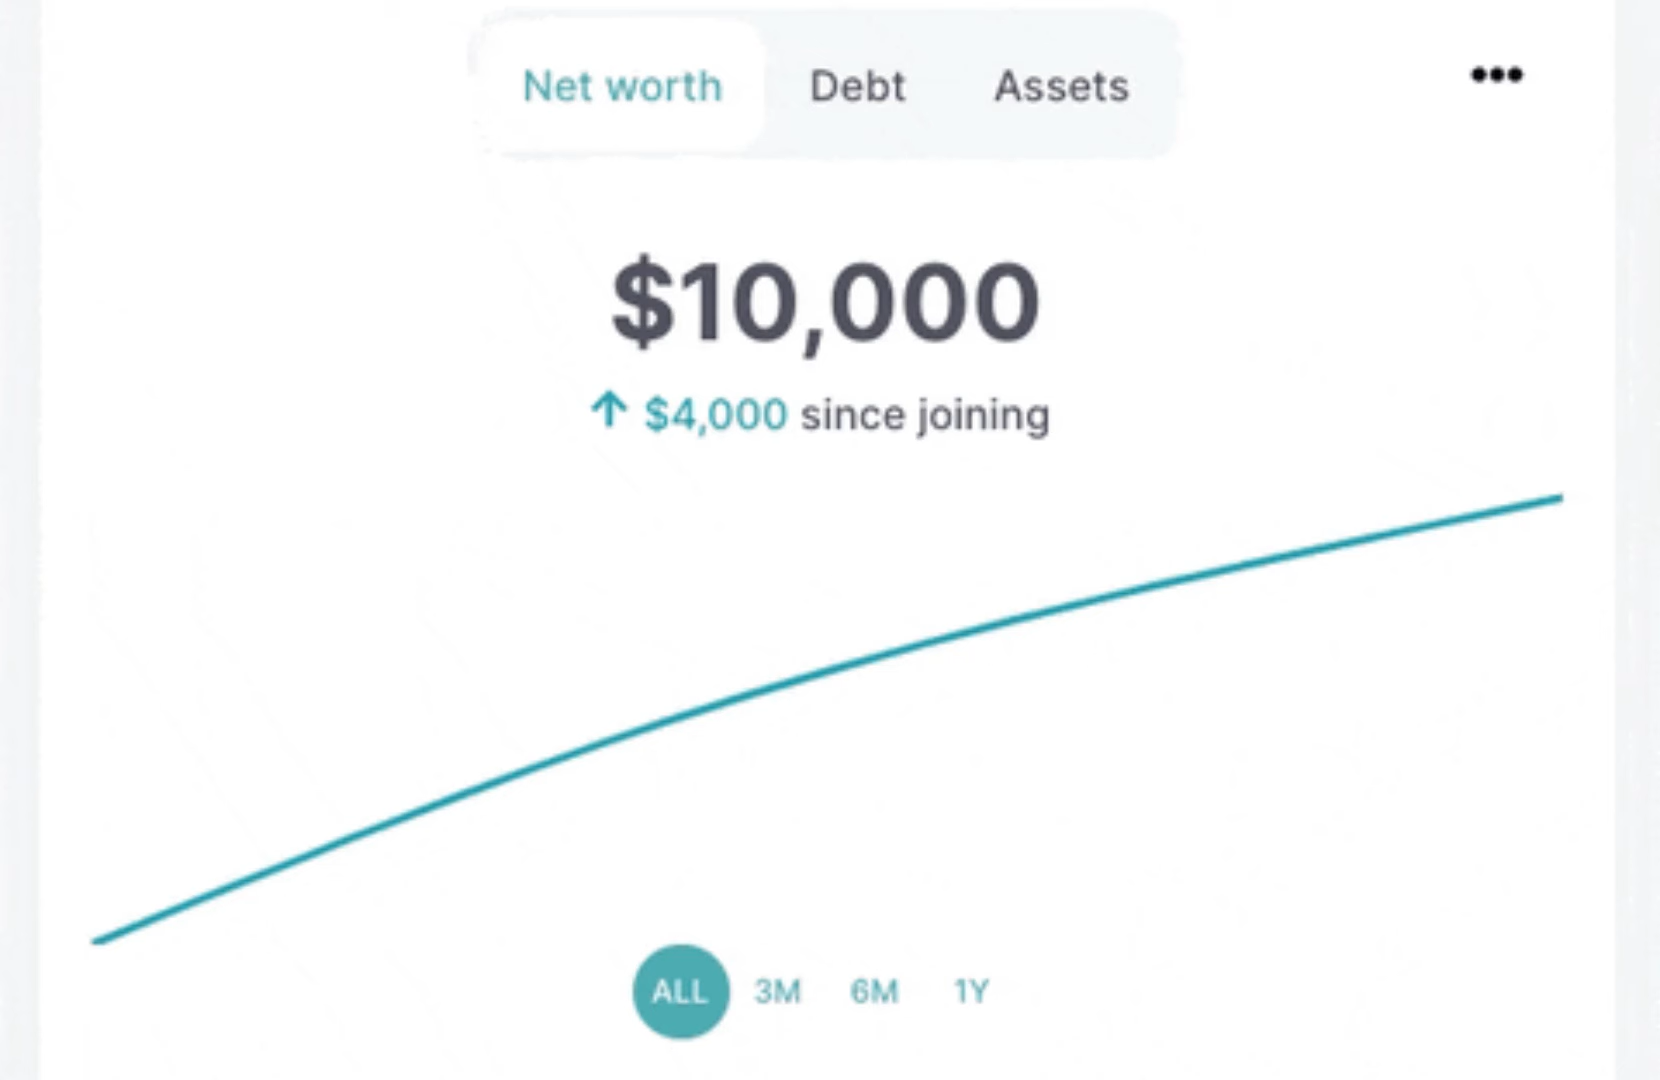 Net worth Debt Assets
$10,000
↑ $4,000 since joining
ALL 3M 6M 1Y